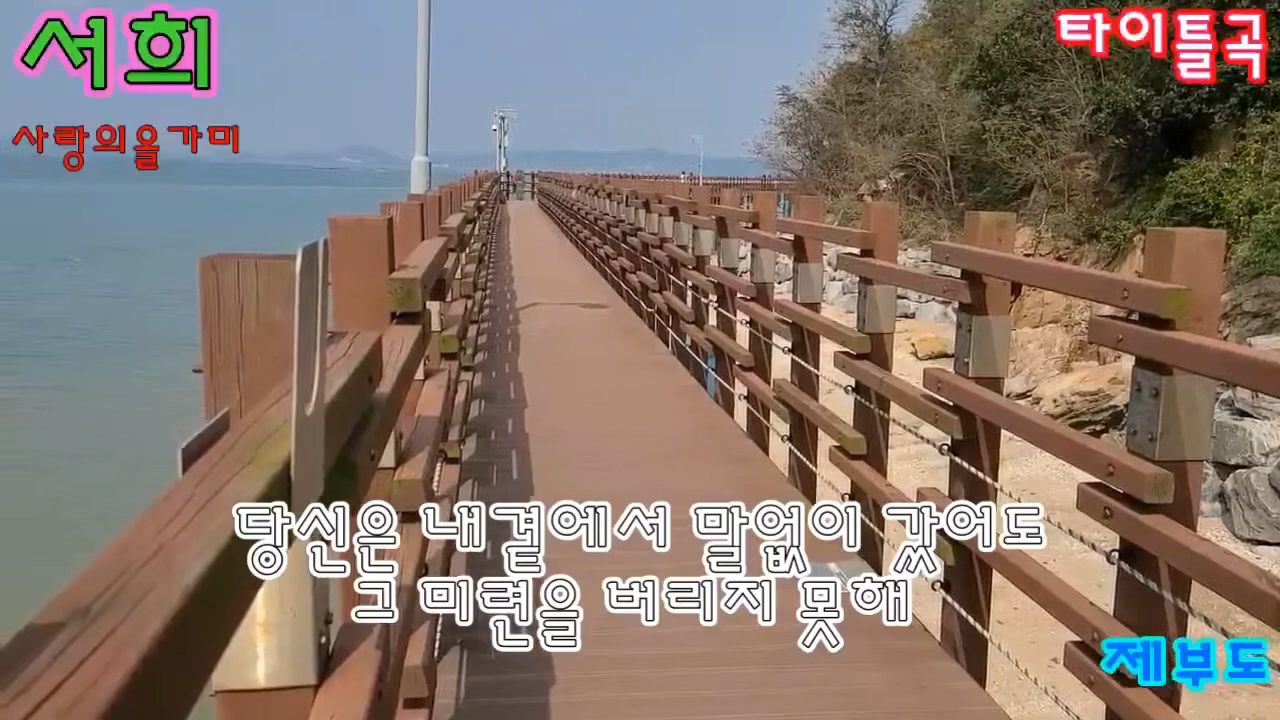 서희
타이틀곡
사랑의올가미
당신은 내곁에서 말없이 갔어도
그 미련을 버리지 못해
제부도